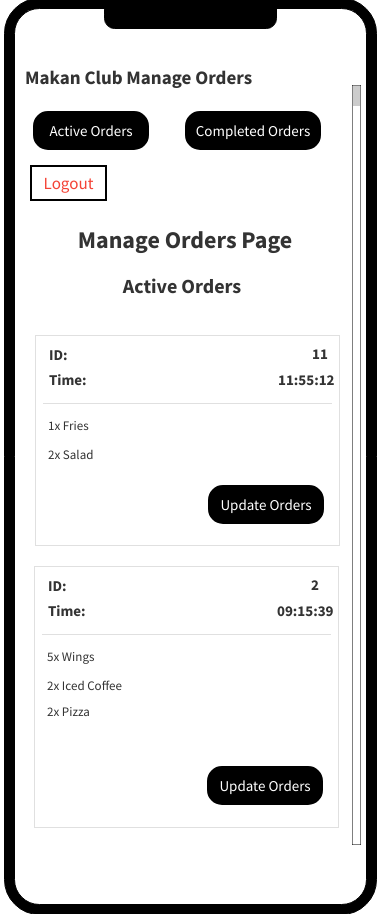 Makan Club Manage Orders
Active Orders Completed Orders
Logout
Manage Orders Page
Active Orders
ID: 11
Time: 11:55:12
1x Fries
2x Salad
Update Orders
ID: 2
Time: 09:15:39
5x Wings
2x Iced Coffee
2x Pizza
Update Orders